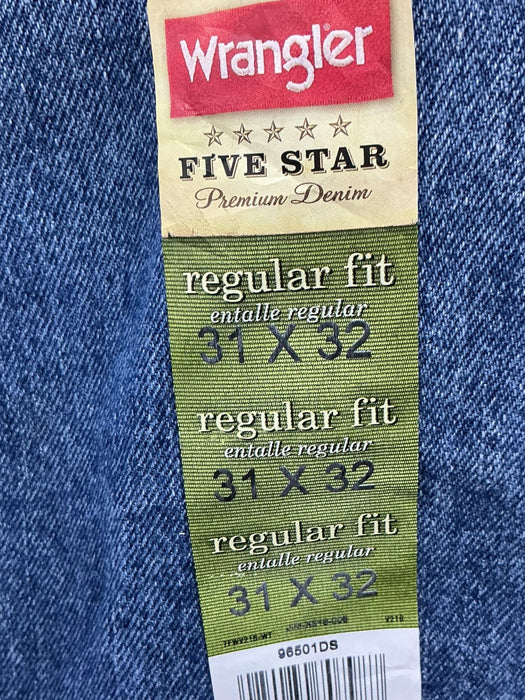 Wrangler
FIVE STAR
Premium Denim
regular fit
entalle regular
31 X 32
regular fit
entalle regular
31 X 32
regular fit
entalle regular
31 X 32
V216
96501DS